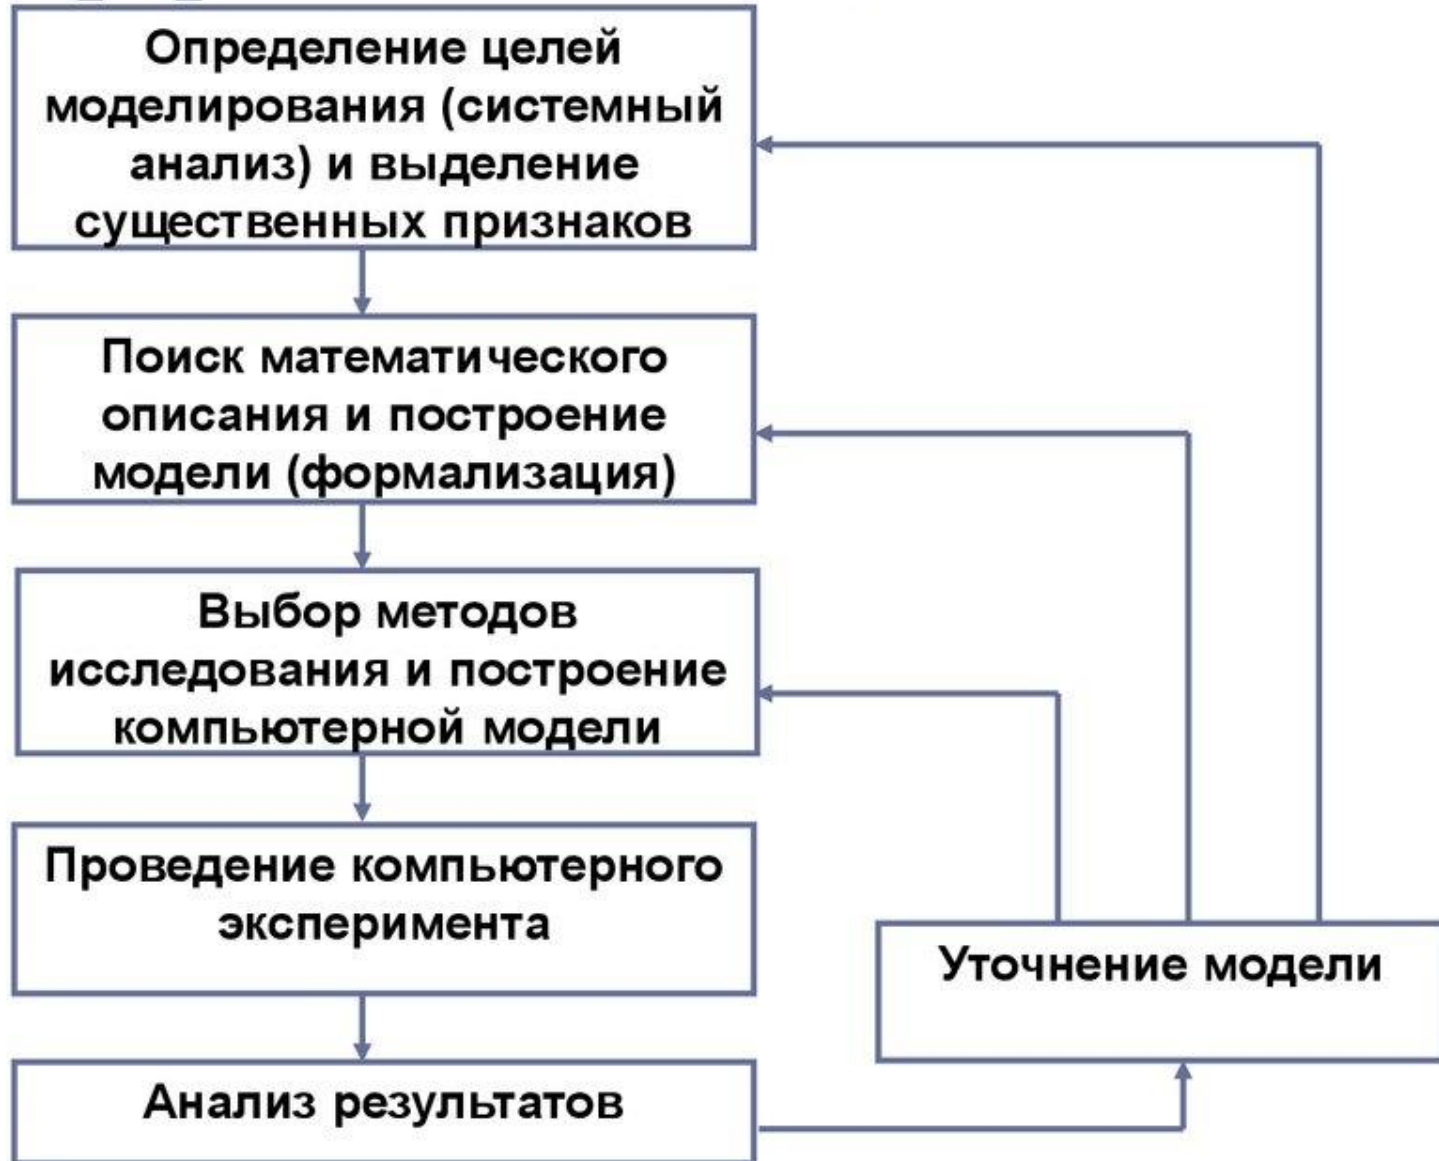 Определение целей
моделирования (системный
анализ) и выделение
существенных признаков
Поиск математического
описания и построение
модели (формализация)
Выбор методов
исследования и построение
компьютерной модели
Проведение компьютерного
эксперимента
Уточнение модели
Анализ результатов